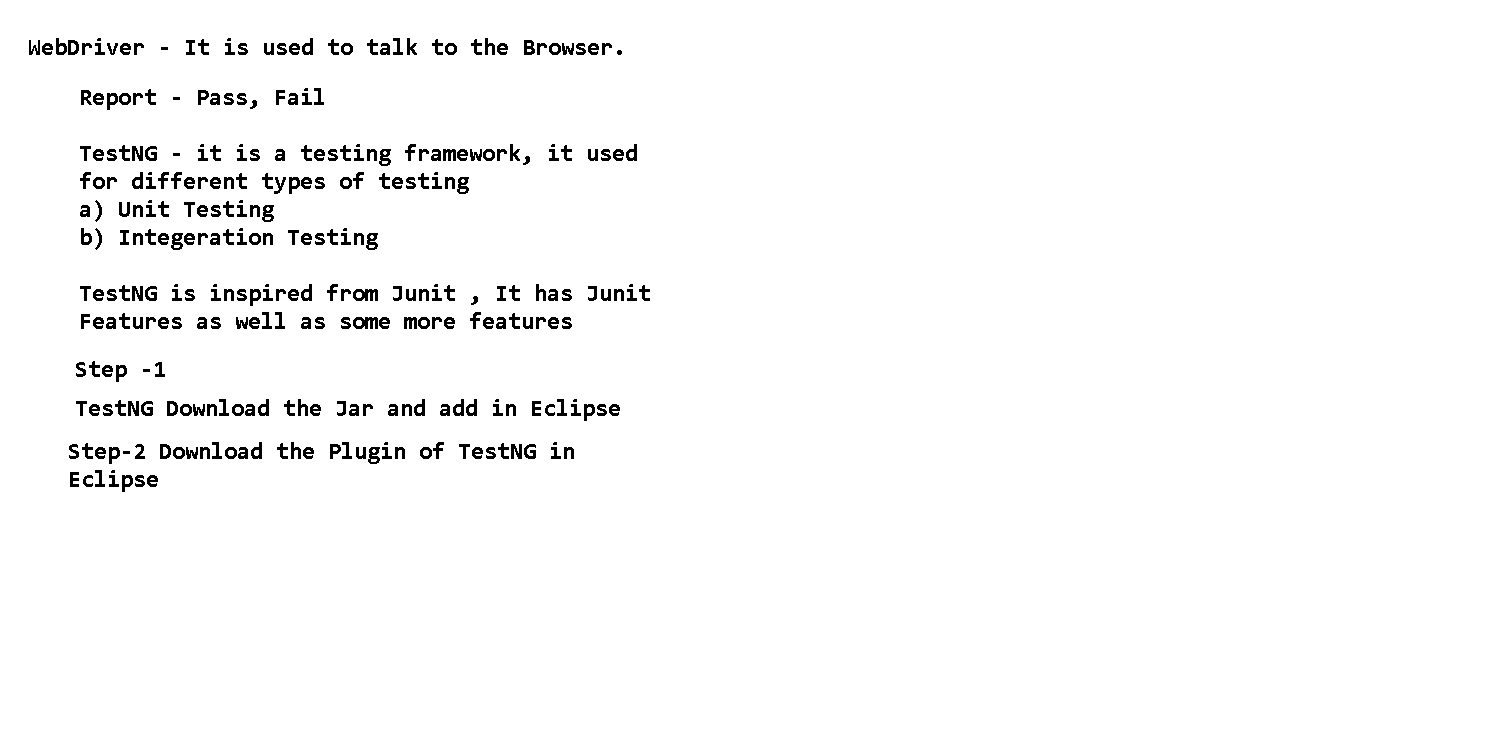 WebDriver - It is used to talk to the Browser.
Report - Pass, Fail
TestNG - it is a testing framework, it used
for different types of testing
a) Unit Testing
b) Integeration Testing
TestNG is inspired from Junit , It has Junit
Features as well as some more features
Step -1
TestNG Download the Jar and add in Eclipse
Step-2 Download the Plugin of TestNG in
Eclipse